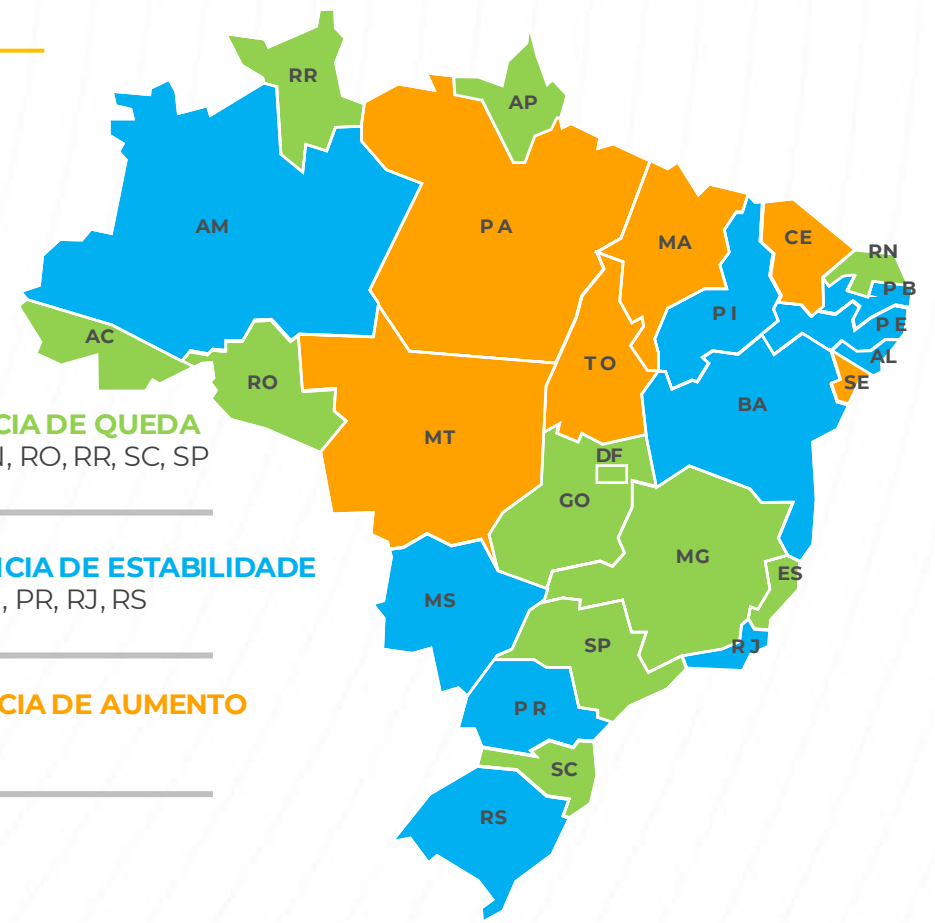 RR
AP
AM
PA
MA
CE
RN
PB
PI
PE
AC
TO
AL
RO
SE
BA
CIA DE QUEDA
MT
N, RO, RR, SC, SP
DF
GO
MG
CIA DE ESTABILIDADE
ES
, PR, RJ, RS
MS
SP
RJ
CIA DE AUMENTO
PR
SC
RS